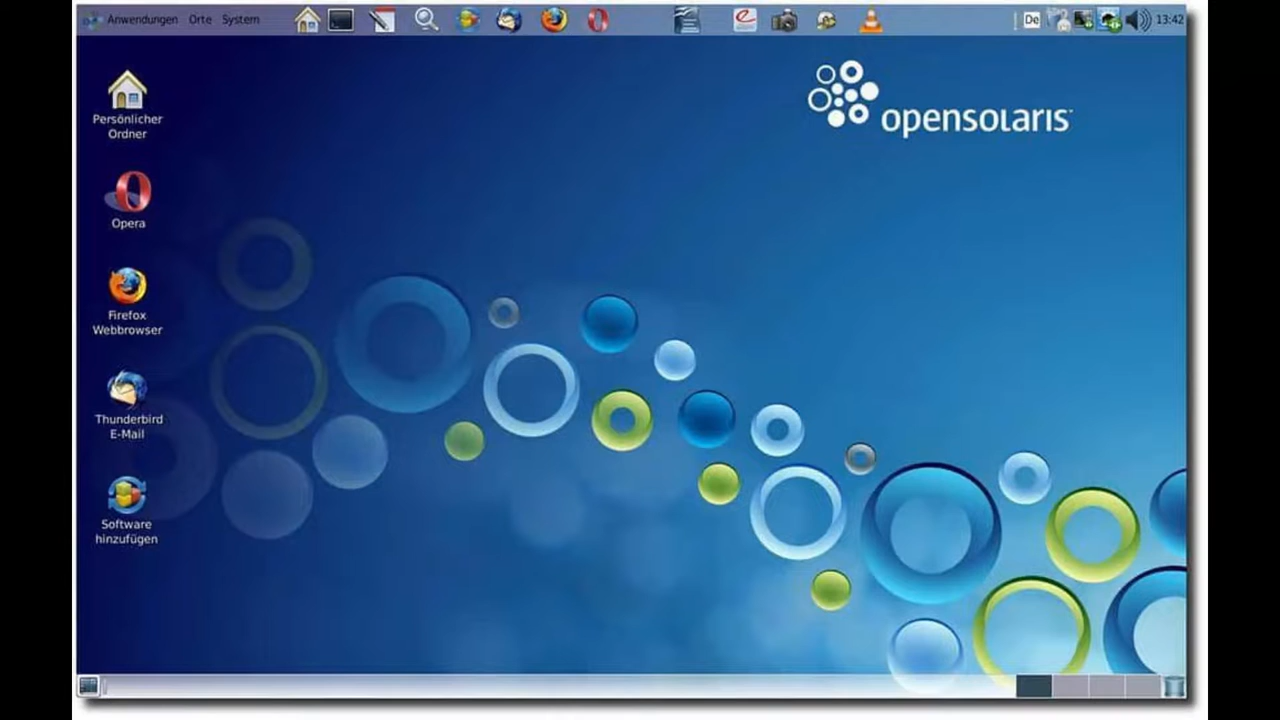 Anwendungen Orte System
De
13:42
opensolaris
Persönlicher
Ordner
Opera
Firefox
Webbrowser
Thunderbird
E-Mail
Software
hinzufügen